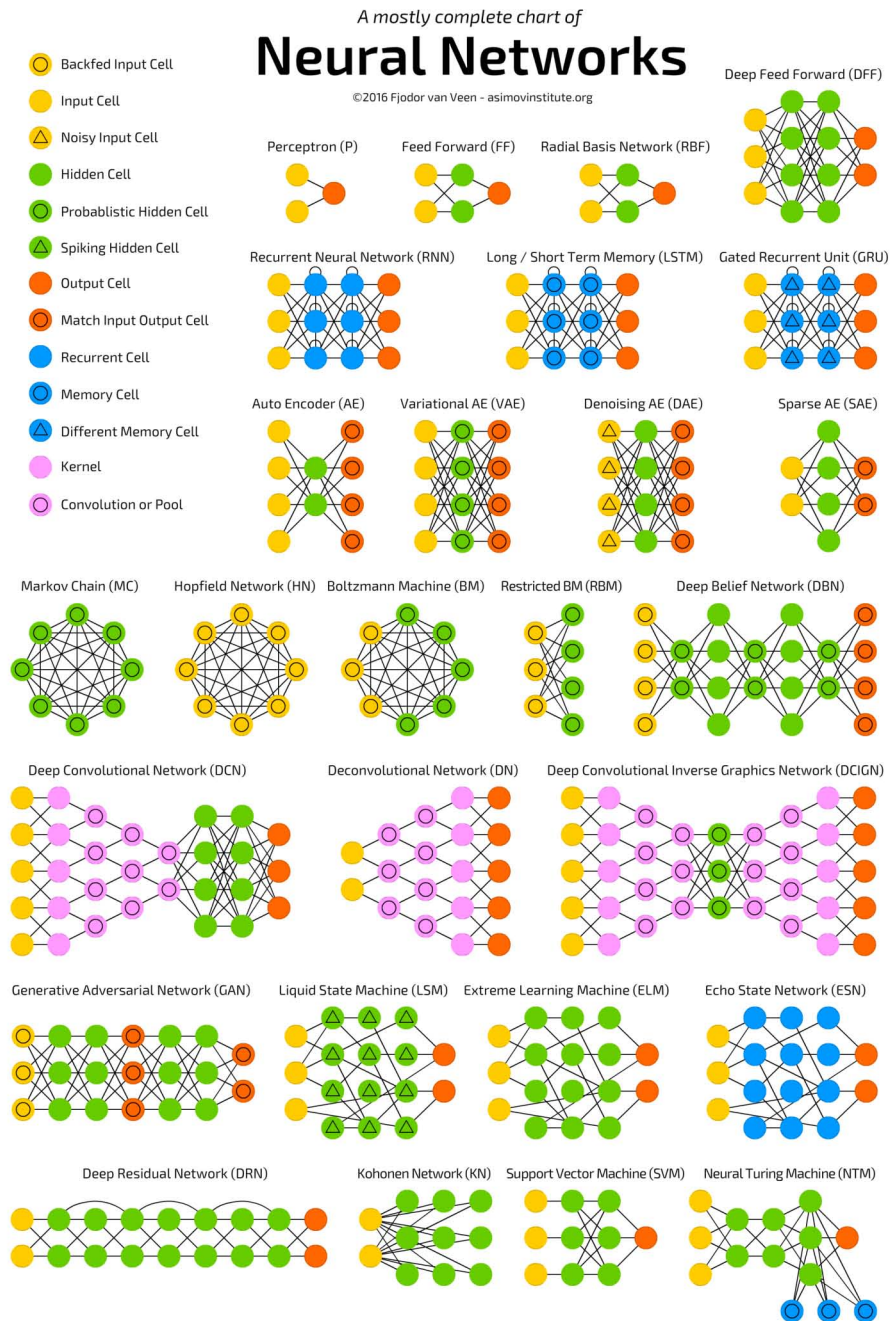 A mostly complete chart of
Neural Networks
©2016 Fjodor van Veen - asimovinstitute.org
Backfed Input Cell
Input Cell
Noisy Input Cell
Hidden Cell
Probablistic Hidden Cell
Spiking Hidden Cell
Output Cell
Match Input Output Cell
Recurrent Cell
Memory Cell
Different Memory Cell
Kernel
Convolution or Pool
Deep Feed Forward (DFF)
Perceptron (P)
Feed Forward (FF)
Radial Basis Network (RBF)
Recurrent Neural Network (RNN)
Long / Short Term Memory (LSTM)
Gated Recurrent Unit (GRU)
Auto Encoder (AE)
Variational AE (VAE)
Denoising AE (DAE)
Sparse AE (SAE)
Markov Chain (MC)
Hopfield Network (HN)
Boltzmann Machine (BM)
Restricted BM (RBM)
Deep Belief Network (DBN)
Deep Convolutional Network (DCN)
Deconvolutional Network (DN)
Deep Convolutional Inverse Graphics Network (DCIGN)
Generative Adversarial Network (GAN)
Liquid State Machine (LSM)
Extreme Learning Machine (ELM)
Echo State Network (ESN)
Deep Residual Network (DRN)
Kohonen Network (KN)
Support Vector Machine (SVM)
Neural Turing Machine (NTM)